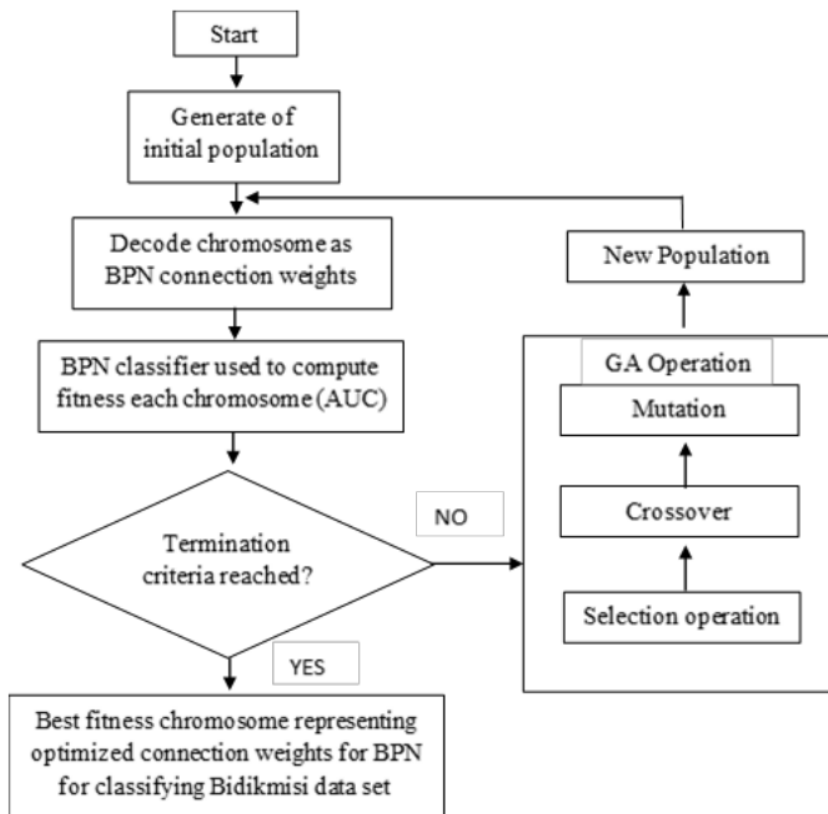 Start
Generate of
initial population
Decode chromosome as
BPN connection weights
BPN classifier used to compute
fitness each chromosome (AUC)
Termination
criteria reached?
NO
YES
Best fitness chromosome representing
optimized connection weights for BPN
for classifying Bidikmisi data set
New Population
GA Operation
Mutation
Crossover
Selection operation